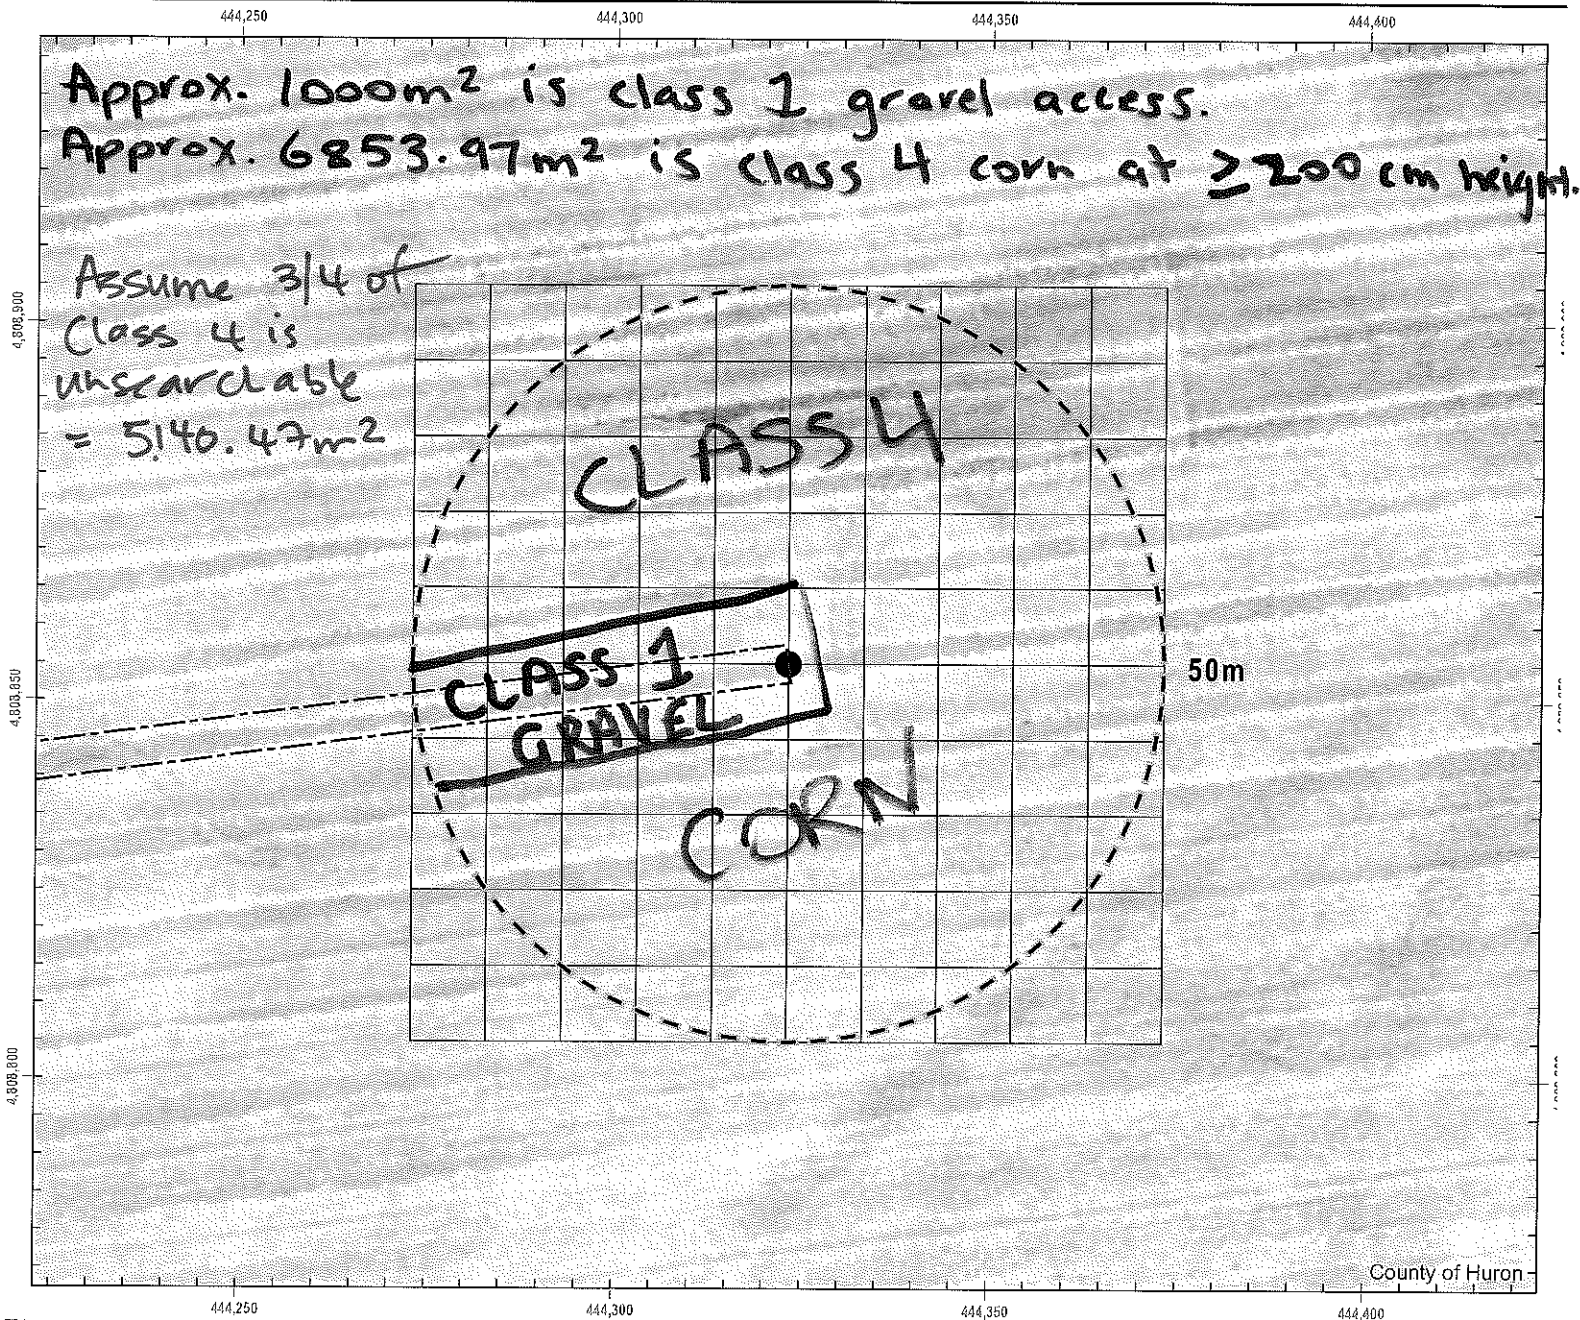 444,250 444,300 444,350 444,400
Approx. 1000m² is class 1 gravel access.
Approx. 6853.97m² is class 4 corn at ≥200 cm height.
Assume 3/4 of
Class 4 is
unsearchable
= 5140.47m²
4,808,900
CLASS 4
CLASS 1
GRAVEL
50m
4,808,850
CORN
4,808,800
County of Huron
444,250 444,300 444,350 444,400